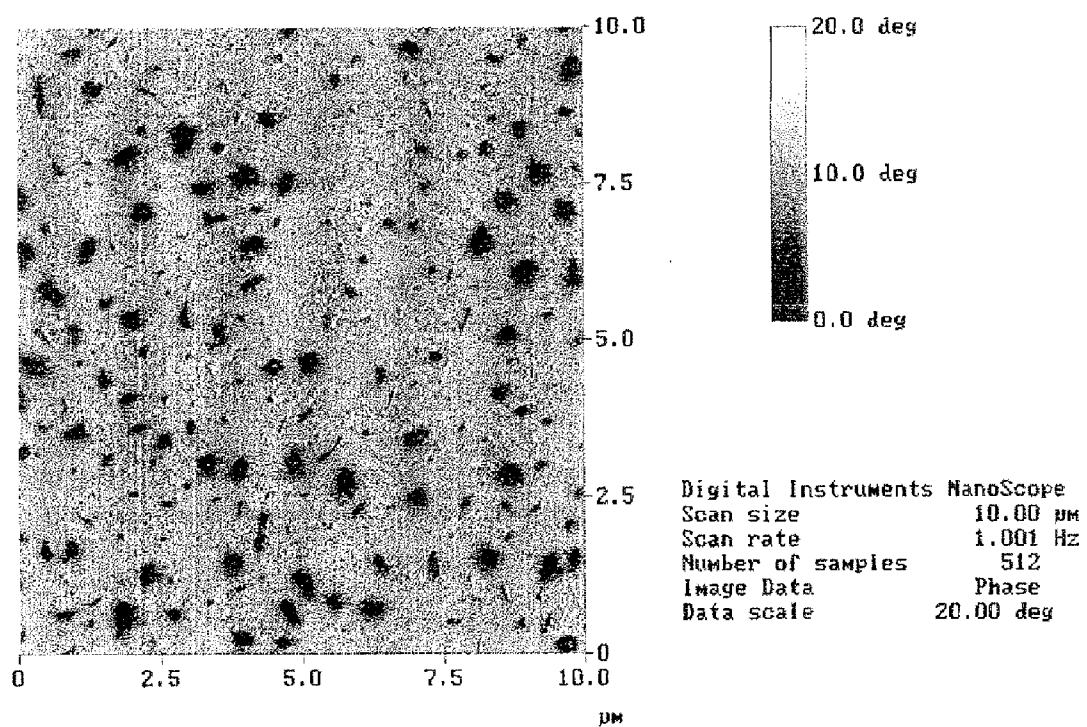 10.0
7.5
5.0
2.5
0
0 2.5 5.0 7.5 10.0
µm
20.0 deg
10.0 deg
0.0 deg
Digital Instruments NanoScope
Scan size 10.00 µm
Scan rate 1.001 Hz
Number of samples 512
Image Data Phase
Data scale 20.00 deg